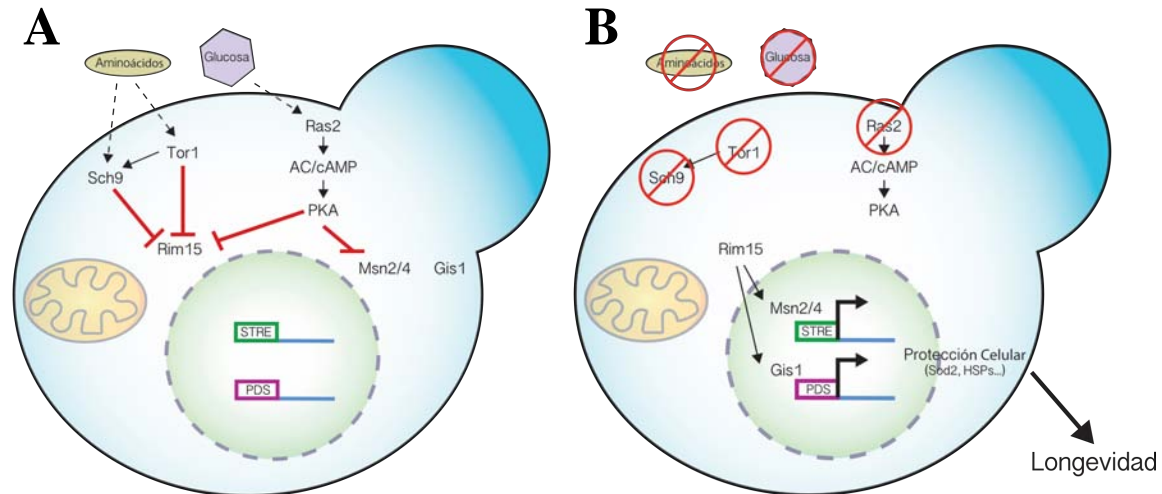 A
Aminoácidos
Glucosa
Ras2
Tor1
AC/cAMP
Sch9
PKA
Rim15
Msn2/4 Gis1
STRE
PDS
B
Aminoácidos
Glucosa
Ras2
Tor1
AC/cAMP
Sch9
PKA
Rim15
Msn2/4
STRE
Gis1
PDS
Protección Celular
(Sod2, HSPs...)
Longevidad